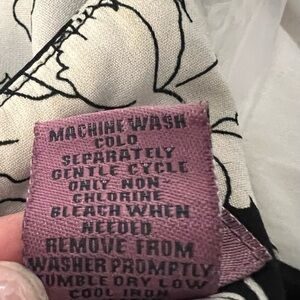 MACHINE WASH
COLD
SEPARATELY
GENTLE CYCLE
ONLY NON
CHLORINE
BLEACH WHEN
NEEDED
REMOVE FROM
WASHER PROMPTLY
TUMBLE DRY LOW
COOL IRON